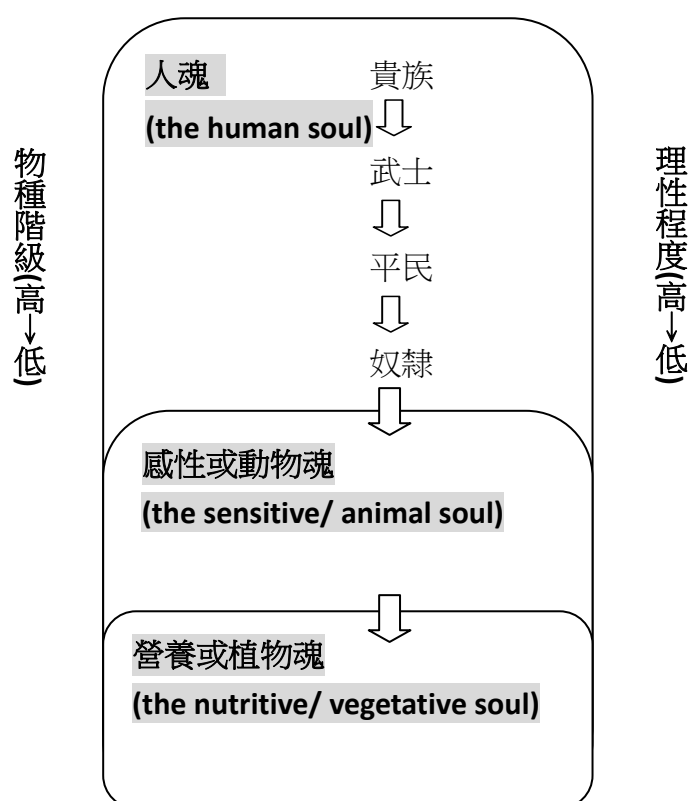 人魂
(the human soul)
貴族
武士
平民
奴隸
物種階級(高→低)
理性程度(高→低)
感性或動物魂
(the sensitive/ animal soul)
營養或植物魂
(the nutritive/ vegetative soul)